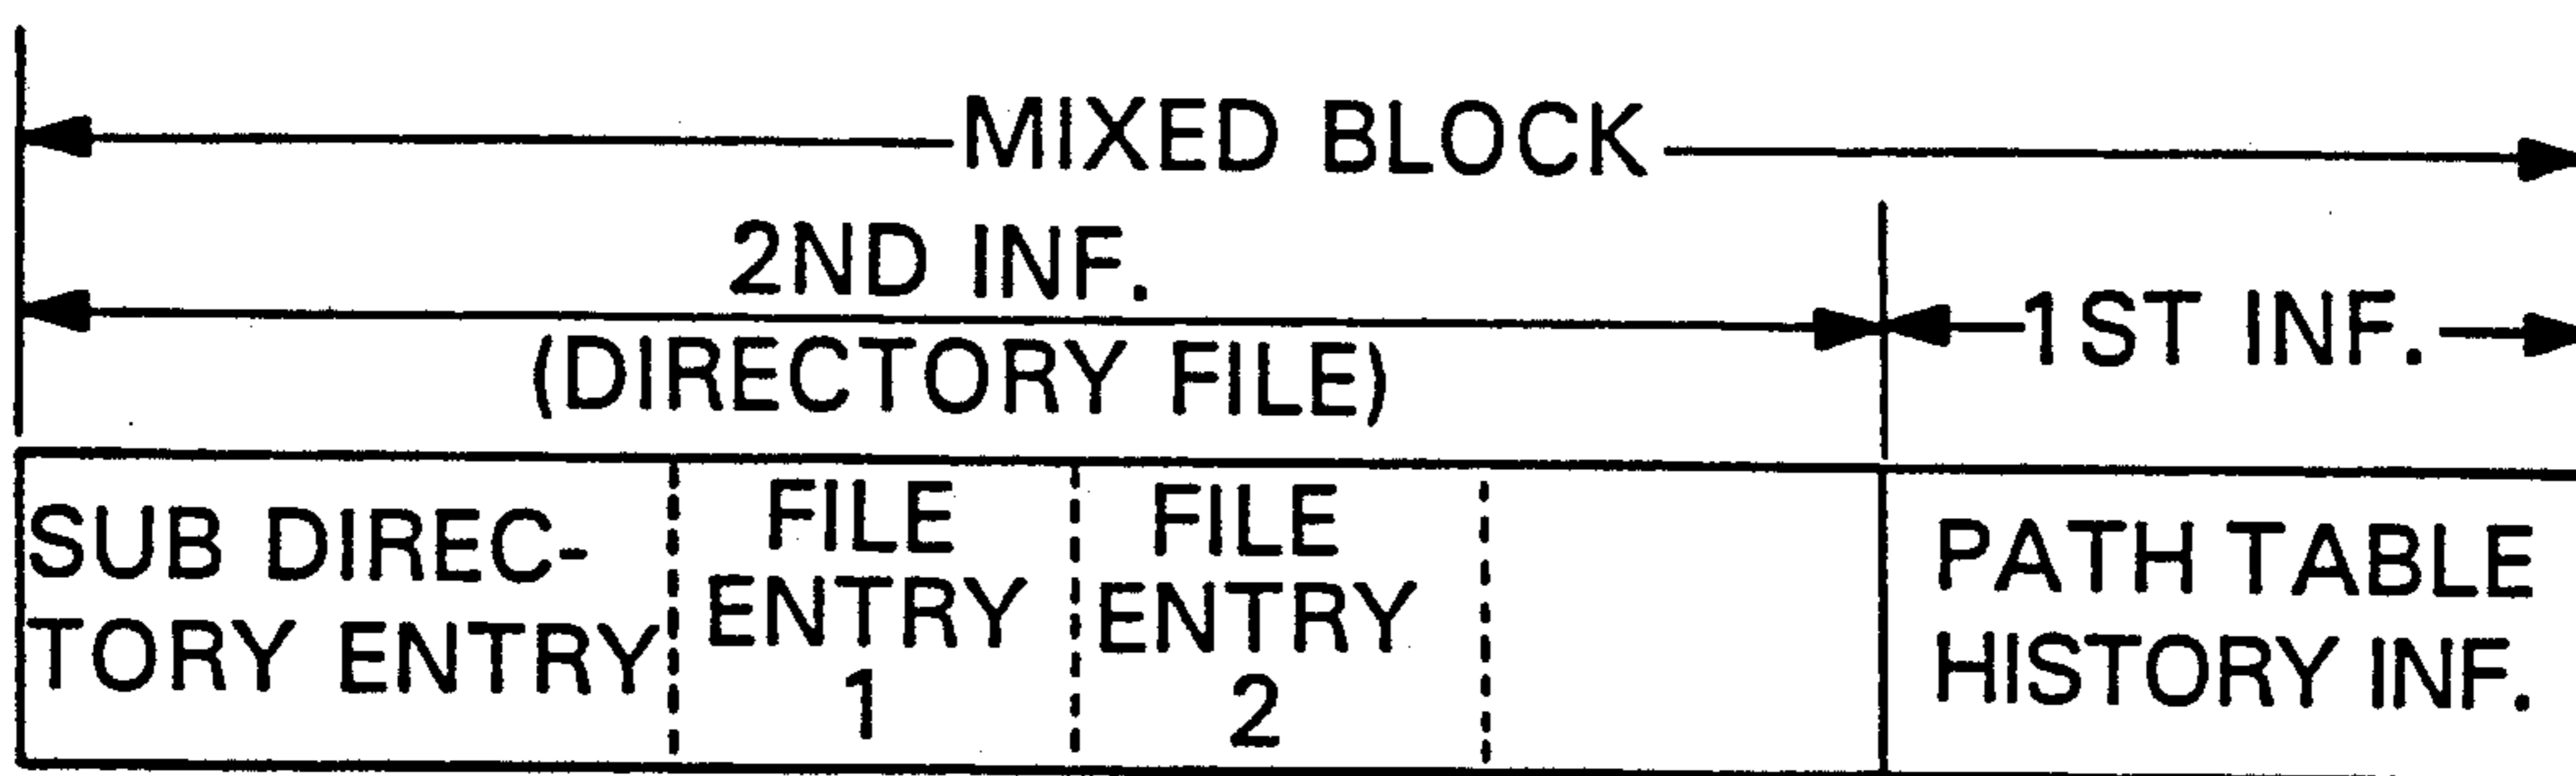 MIXED BLOCK
2ND INF.
(DIRECTORY FILE)
1ST INF.
SUB DIREC-
TORY ENTRY
FILE
ENTRY
1
FILE
ENTRY
2
PATH TABLE
HISTORY INF.